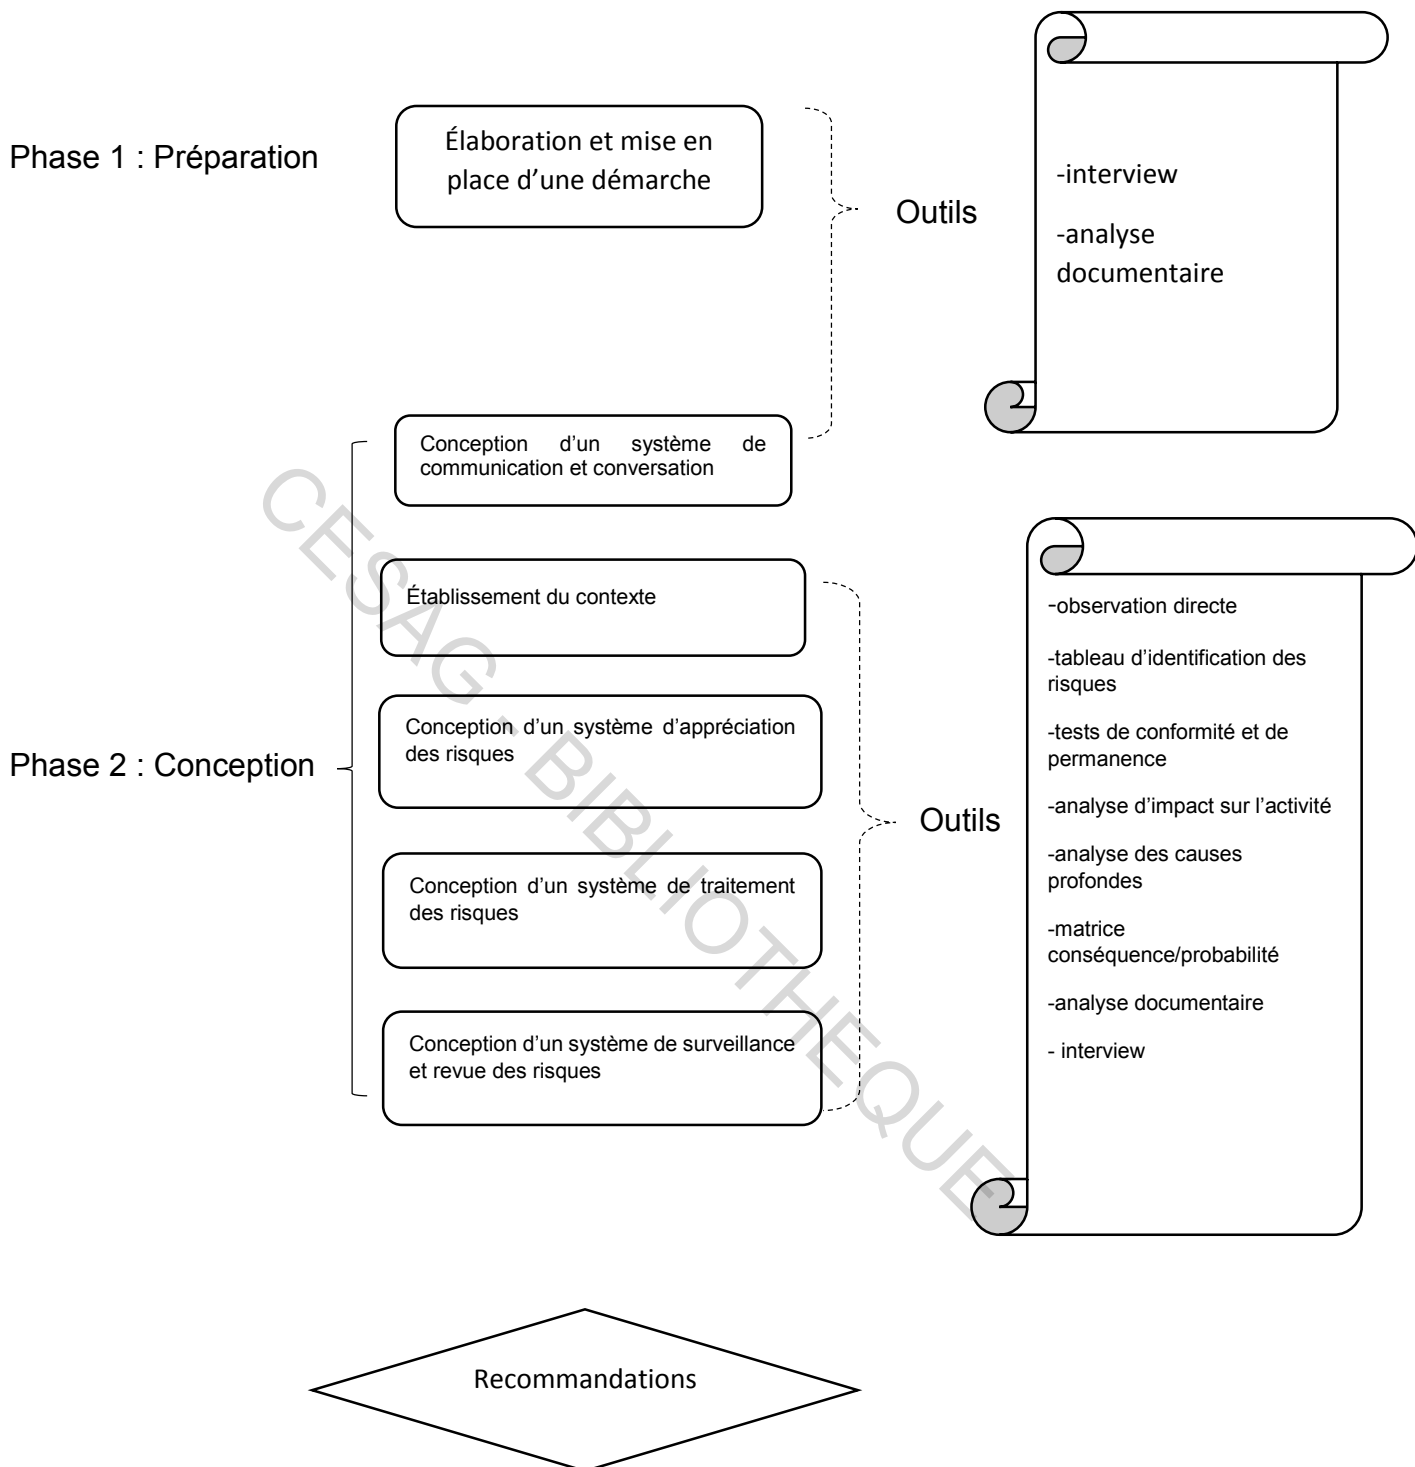 Phase 1 : Préparation
Élaboration et mise en
place d’une démarche
Outils
-interview
-analyse
documentaire
Conception d’un système de
communication et conversation
Établissement du contexte
Phase 2 : Conception
Conception d’un système d’appréciation
des risques
Conception d’un système de traitement
des risques
Conception d’un système de surveillance
et revue des risques
Outils
-observation directe
-tableau d’identification des
risques
-tests de conformité et de
permanence
-analyse d’impact sur l’activité
-analyse des causes
profondes
-matrice
conséquence/probabilité
-analyse documentaire
- interview
Recommandations
CESAG - BIBLIOTHEQUE